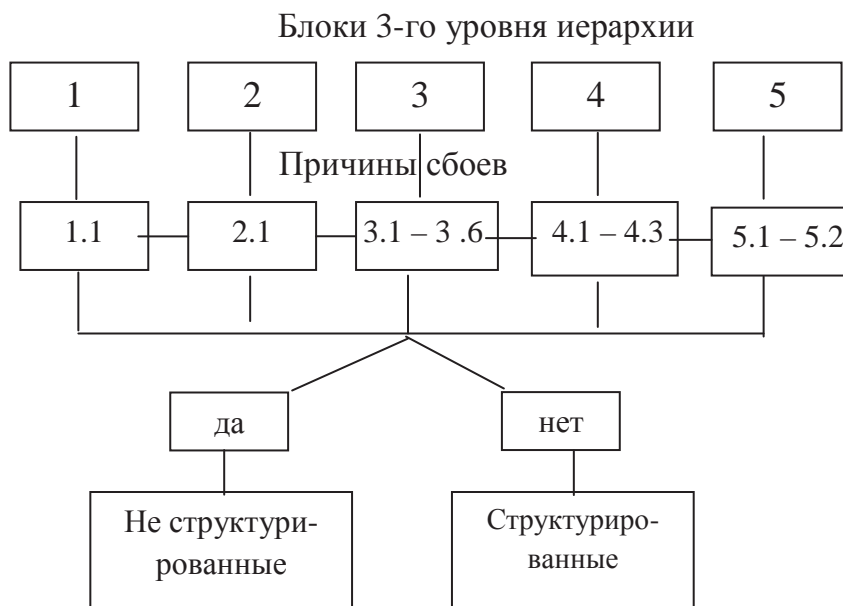 Блоки 3-го уровня иерархии
1 2 3 4 5
Причины сбоев
1.1 2.1 3.1 – 3 .6 4.1 – 4.3 5.1 – 5.2
да нет
Не структури-
рованные
Структуриро-
ванные